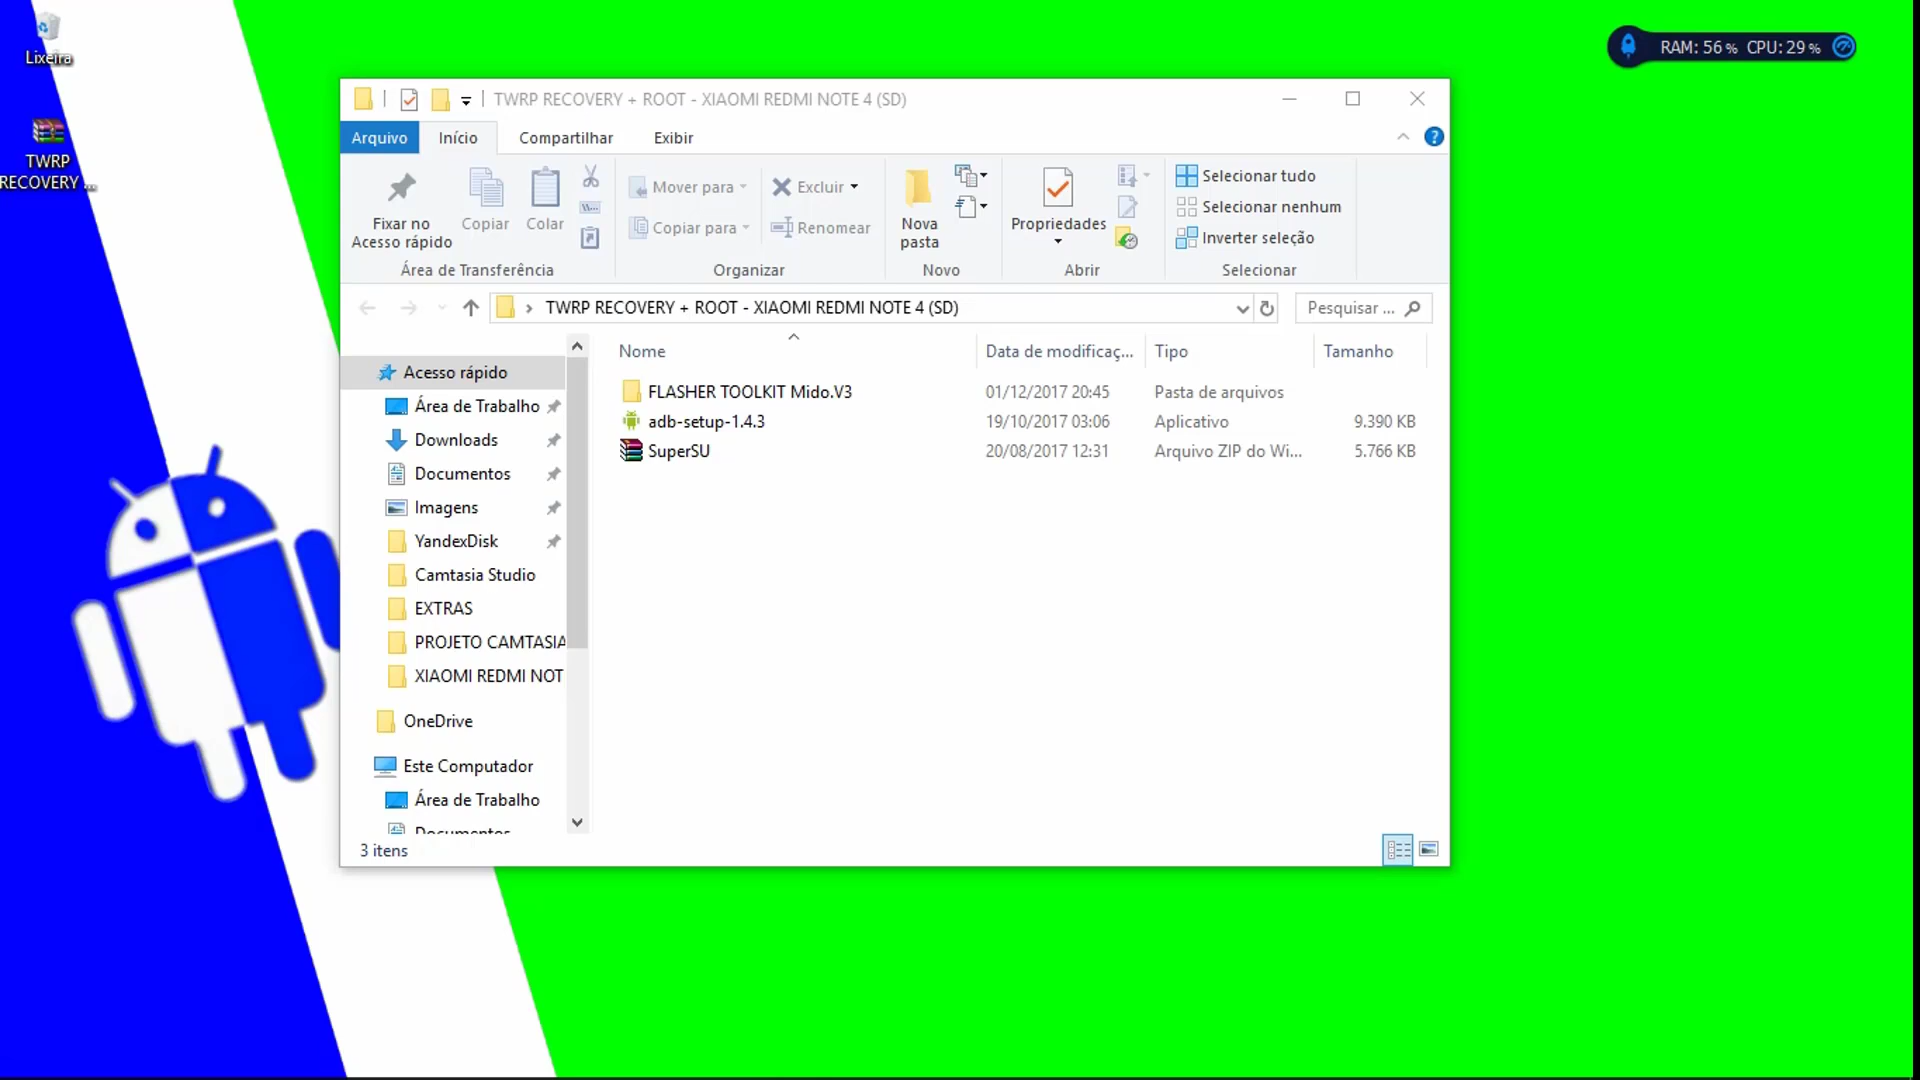 Lixeira
TWRP
RECOVERY ...
RAM: 56% CPU: 29%
TWRP RECOVERY + ROOT - XIAOMI REDMI NOTE 4 (SD)
Arquivo Início Compartilhar Exibir
Fixar no
Acesso rápido
Copiar
Colar
Área de Transferência
Mover para
Copiar para
Excluir
Renomear
Organizar
Nova
pasta
Novo
Propriedades
Abrir
Selecionar tudo
Selecionar nenhum
Inverter seleção
Selecionar
TWRP RECOVERY + ROOT - XIAOMI REDMI NOTE 4 (SD)
Pesquisar ...
Acesso rápido
Área de Trabalho
Downloads
Documentos
Imagens
YandexDisk
Camtasia Studio
EXTRAS
PROJETO CAMTASIA
XIAOMI REDMI NOT
OneDrive
Este Computador
Área de Trabalho
Documentos
Nome Data de modificaç... Tipo Tamanho
FLASHER TOOLKIT Mido.V3 01/12/2017 20:45 Pasta de arquivos
adb-setup-1.4.3 19/10/2017 03:06 Aplicativo 9.390 KB
SuperSU 20/08/2017 12:31 Arquivo ZIP do Wi... 5.766 KB
3 itens